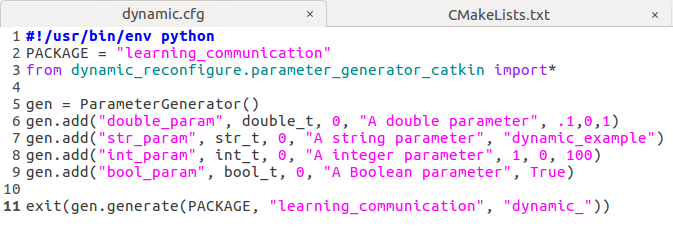 dynamic.cfg × CMakeLists.txt ×
1 #!/usr/bin/env python
2 PACKAGE = "learning_communication"
3 from dynamic_reconfigure.parameter_generator_catkin import*
4
5 gen = ParameterGenerator()
6 gen.add("double_param", double_t, 0, "A double parameter", .1,0,1)
7 gen.add("str_param", str_t, 0, "A string parameter", "dynamic_example")
8 gen.add("int_param", int_t, 0, "A integer parameter", 1, 0, 100)
9 gen.add("bool_param", bool_t, 0, "A Boolean parameter", True)
10
11 exit(gen.generate(PACKAGE, "learning_communication", "dynamic_"))